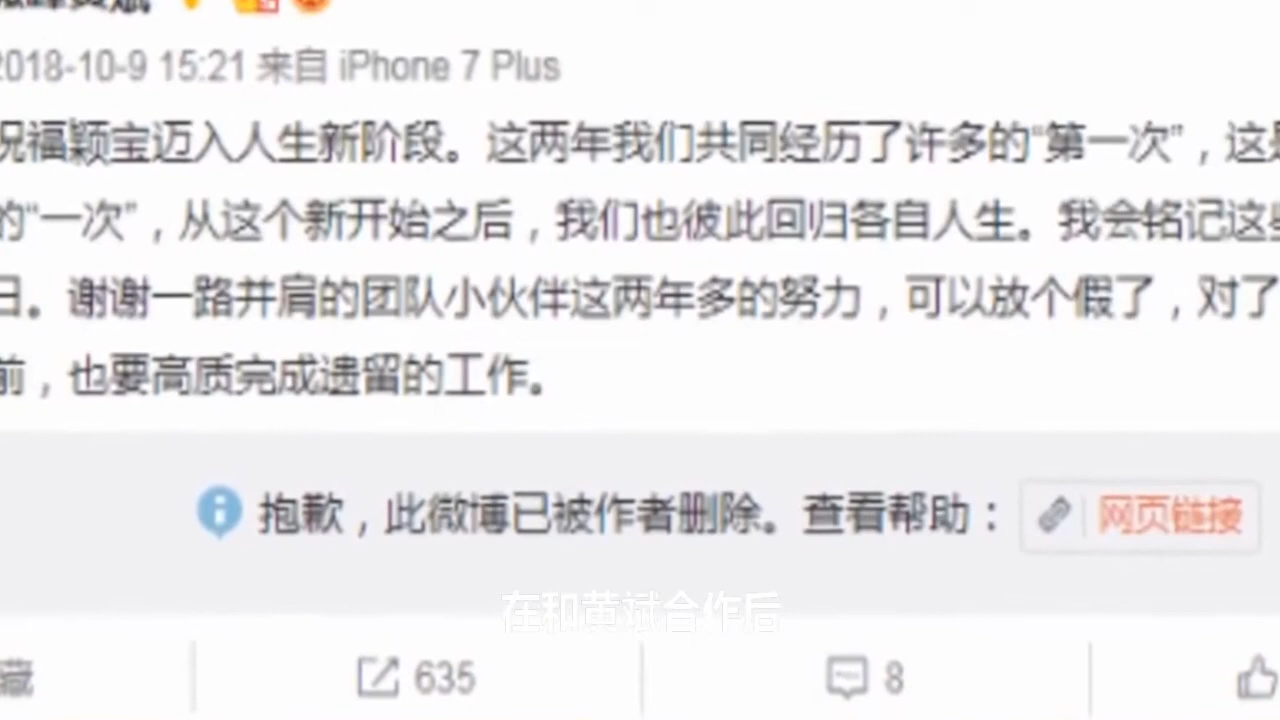 2018-10-9 15:21 来自 iPhone 7 Plus
祝福颖宝迈入人生新阶段。这两年我们共同经历了许多的“第一次”，这是
的“一次”，从这个新开始之后，我们也彼此回归各自人生。我会铭记这些
日。谢谢一路并肩的团队小伙伴这两年多的努力，可以放个假了，对了
前，也要高质完成遗留的工作。
抱歉，此微博已被作者删除。查看帮助： 网页链接
在和黄斌合作后
藏 635 8